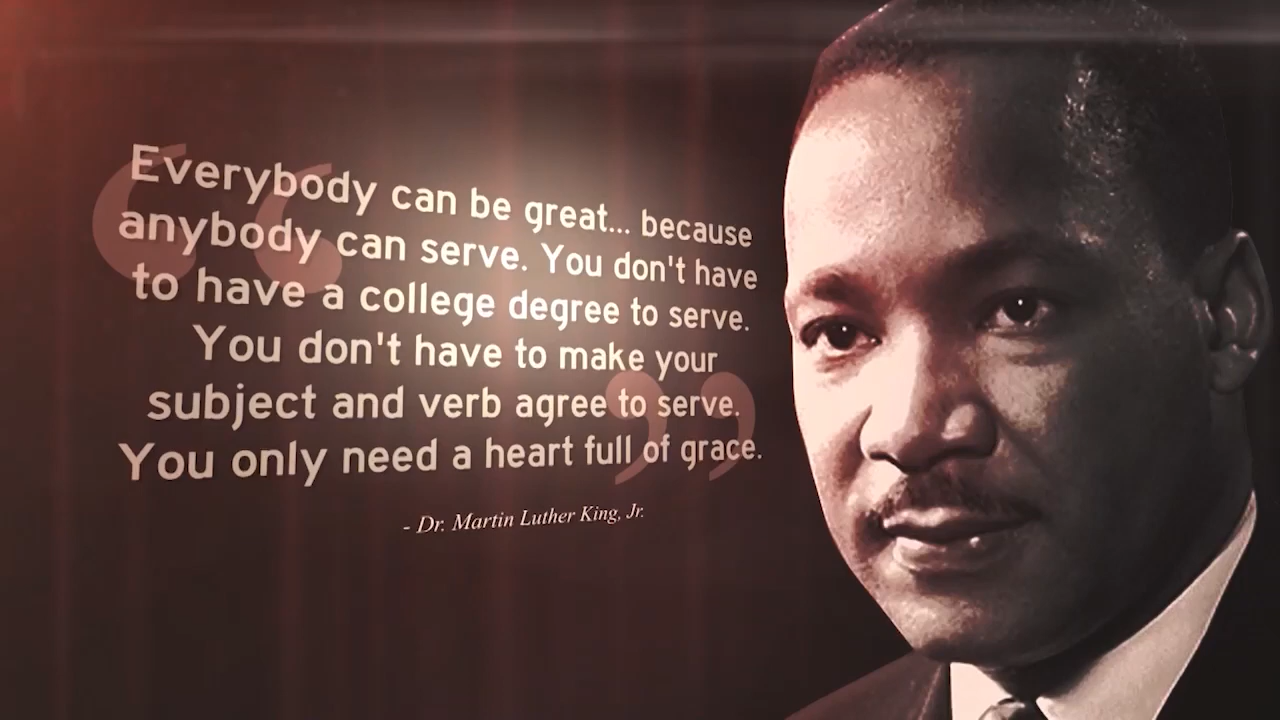 Everybody can be great... because
anybody can serve. You don't have
to have a college degree to serve.
You don't have to make your
subject and verb agree to serve.
You only need a heart full of grace.
- Dr. Martin Luther King, Jr.